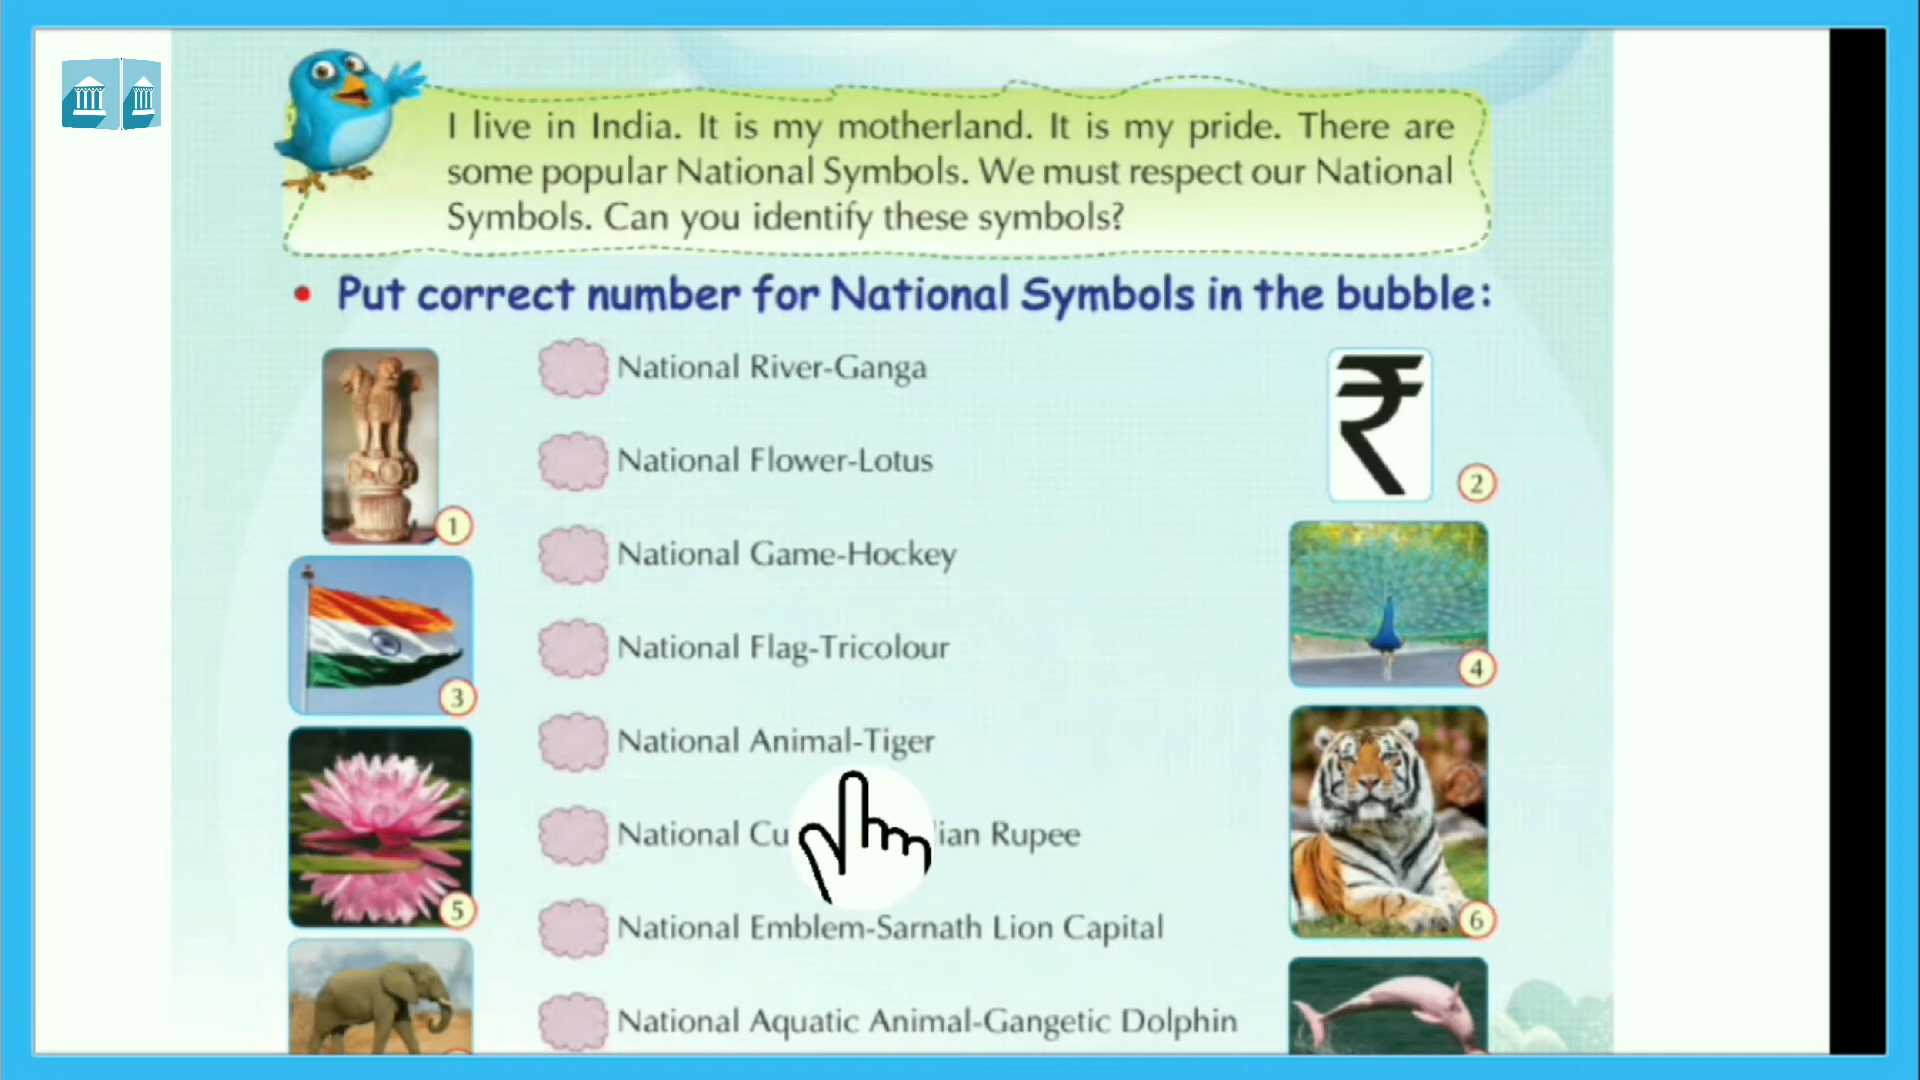 I live in India. It is my motherland. It is my pride. There are
some popular National Symbols. We must respect our National
Symbols. Can you identify these symbols?
• Put correct number for National Symbols in the bubble:
National River-Ganga
₹
National Flower-Lotus
2
1
National Game-Hockey
National Flag-Tricolour
4
3
National Animal-Tiger
National Rupee
5
6
National Emblem-Sarnath Lion Capital
National Aquatic Animal-Gangetic Dolphin